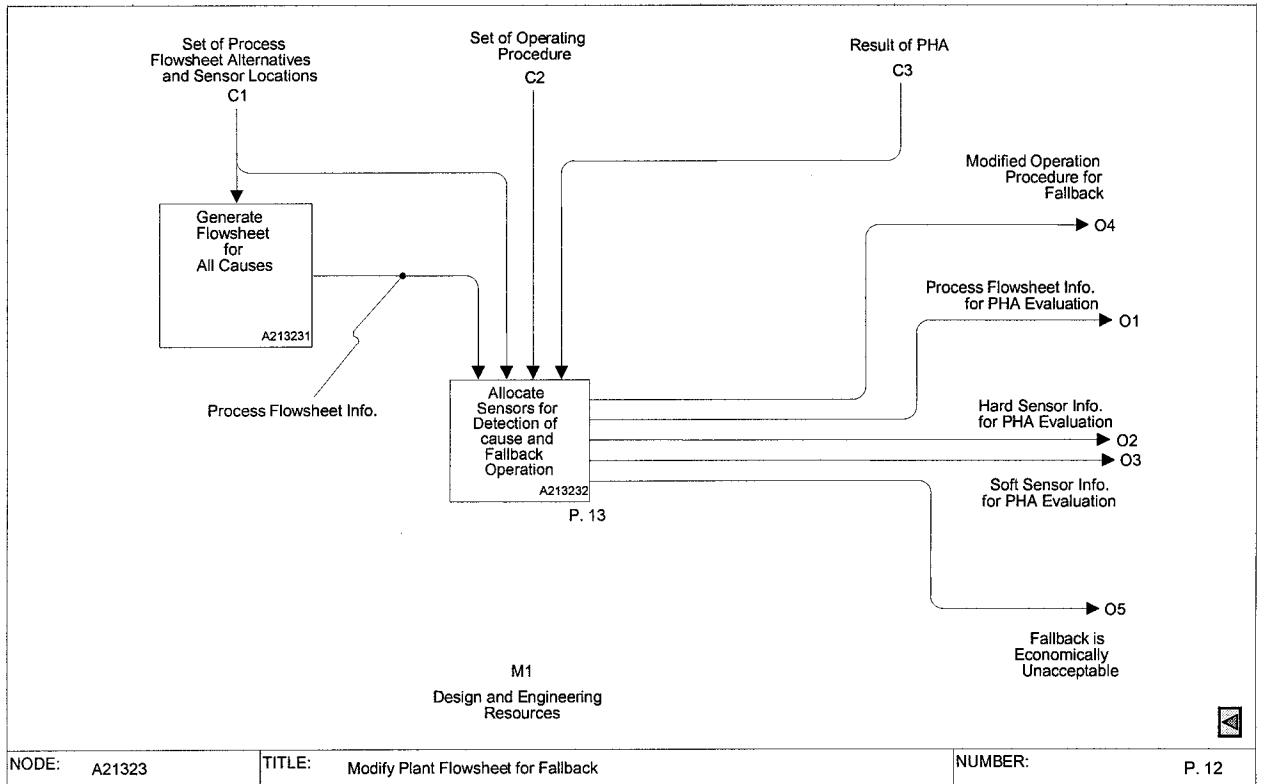 Set of Process
Flowsheet Alternatives
and Sensor Locations
C1
Set of Operating
Procedure
C2
Result of PHA
C3
Modified Operation
Procedure for
Fallback
O4
Generate
Flowsheet
for
All Causes
A213231
Process Flowsheet Info.
for PHA Evaluation
O1
Process Flowsheet Info.
Allocate
Sensors for
Detection of
cause and
Fallback
Operation
A213232
P. 13
Hard Sensor Info.
for PHA Evaluation
O2
O3
Soft Sensor Info.
for PHA Evaluation
O5
Fallback is
Economically
Unacceptable
M1
Design and Engineering
Resources
NODE: A21323
TITLE: Modify Plant Flowsheet for Fallback
NUMBER: P. 12